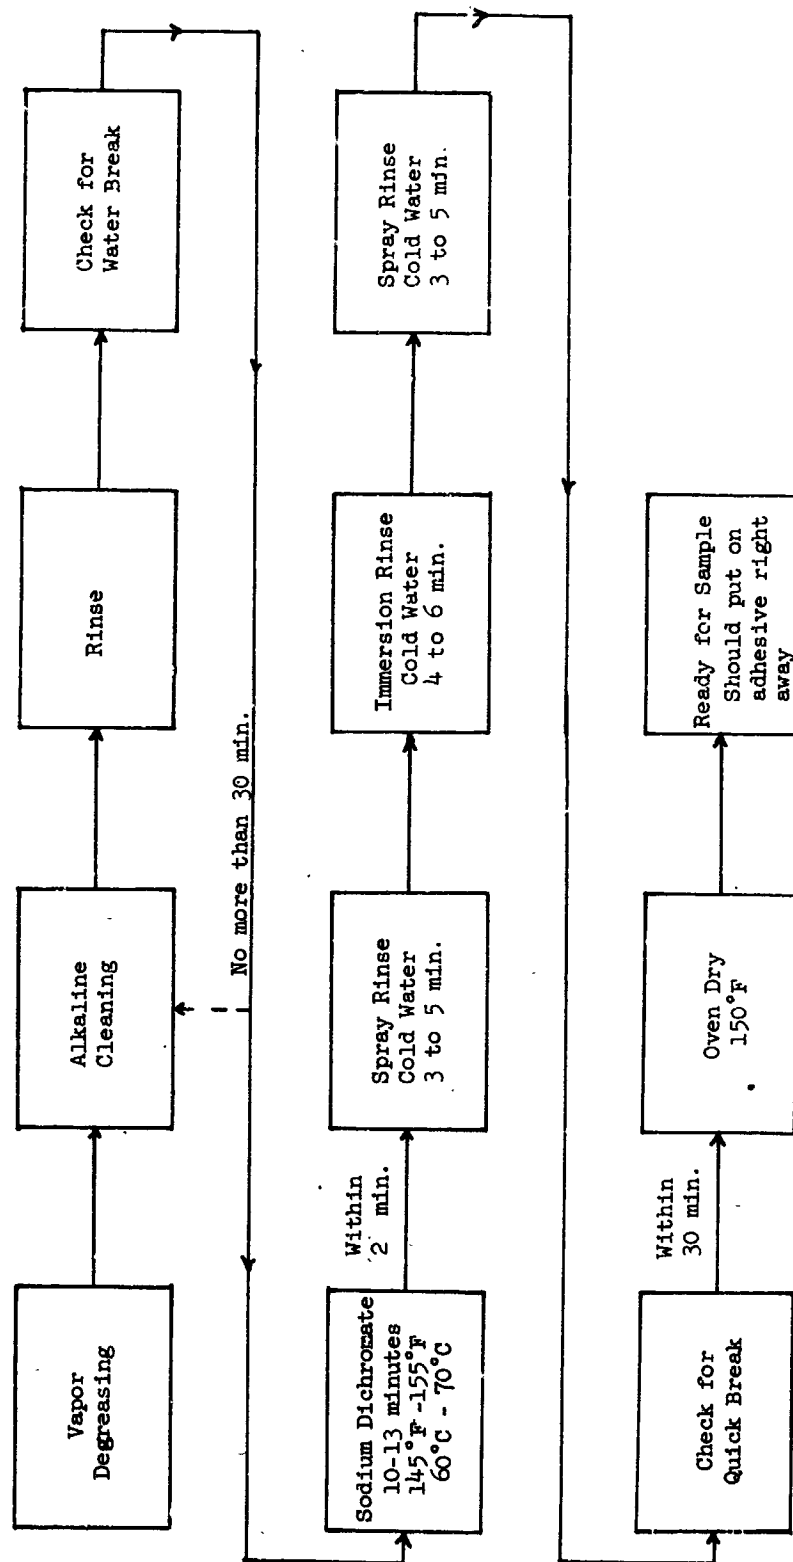 Vapor
Degreasing
Alkaline
Cleaning
Rinse
Check for
Water Break
No more than 30 min.
Sodium Dichromate
10-13 minutes
145°F -155°F
60°C - 70°C
Within
2 min.
Spray Rinse
Cold Water
3 to 5 min.
Immersion Rinse
Cold Water
4 to 6 min.
Spray Rinse
Cold Water
3 to 5 min.
Check for
Quick Break
Within
30 min.
Oven Dry
150°F
Ready for Sample
Should put on
adhesive right
away